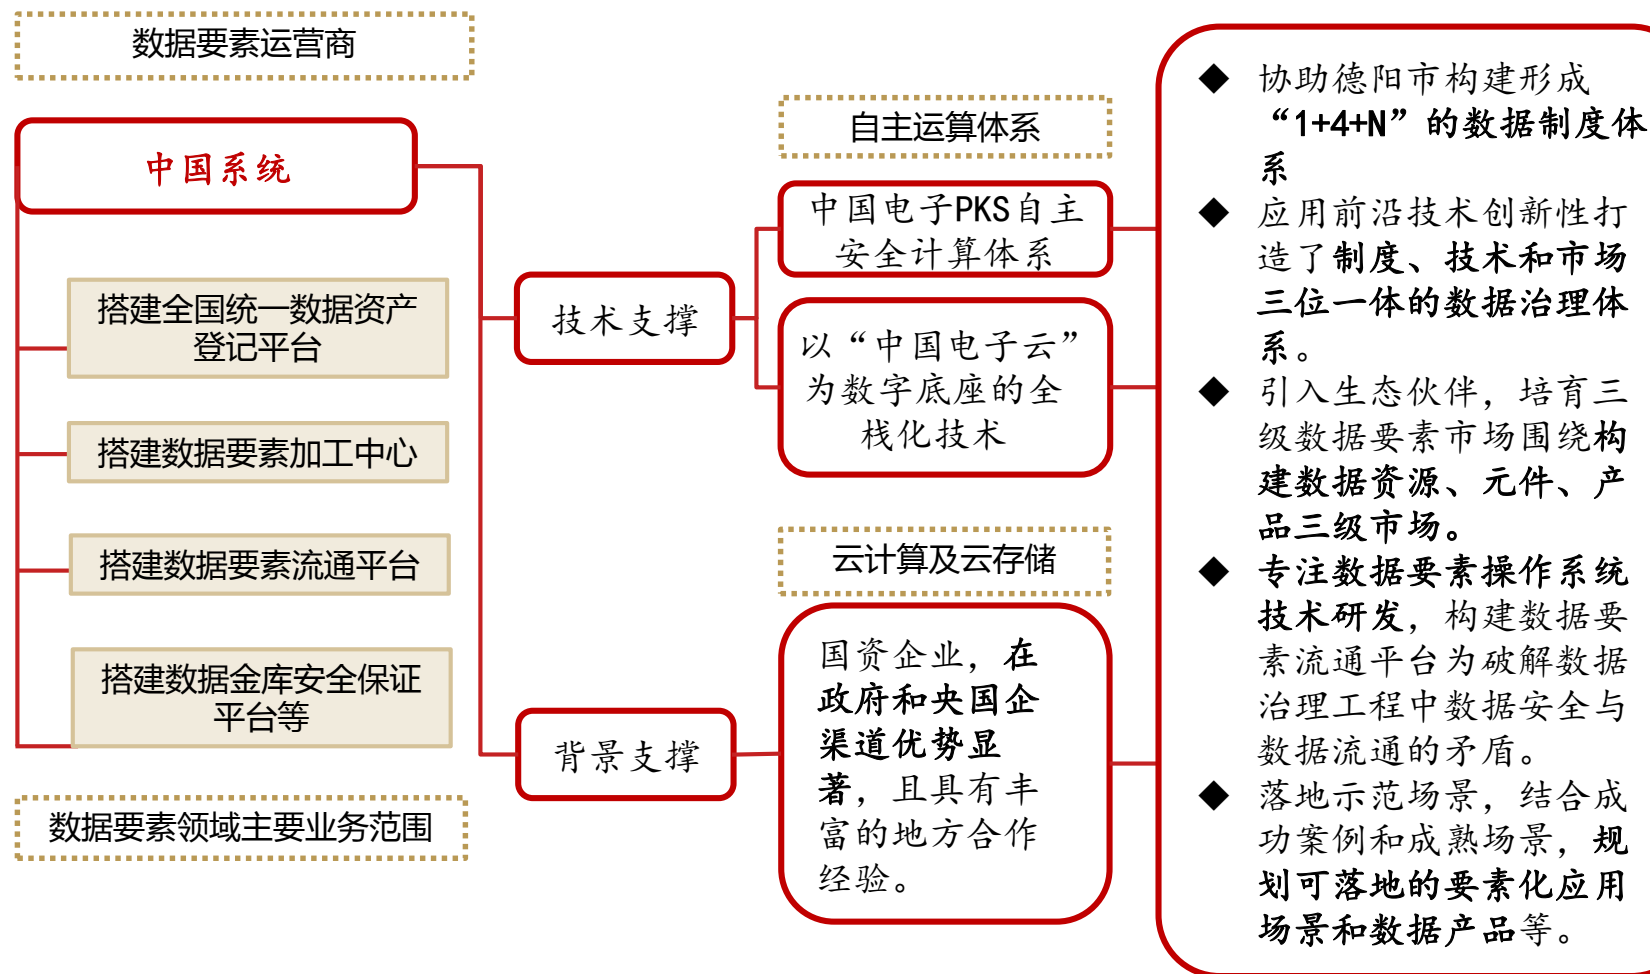 数据要素运营商
中国系统
搭建全国统一数据资产
登记平台
搭建数据要素加工中心
搭建数据要素流通平台
搭建数据金库安全保证
平台等
数据要素领域主要业务范围
技术支撑
背景支撑
自主运算体系
中国电子PKS自主
安全计算体系
以“中国电子云”
为数字底座的全
栈化技术
云计算及云存储
国资企业，在
政府和央国企
渠道优势显
著，且具有丰
富的地方合作
经验。
◆ 协助德阳市构建形成
“1+4+N”的数据制度体
系
◆ 应用前沿技术创新性打
造了制度、技术和市场
三位一体的数据治理体
系。
◆ 引入生态伙伴，培育三
级数据要素市场围绕构
建数据资源、元件、产
品三级市场。
◆ 专注数据要素操作系统
技术研发，构建数据要
素流通平台为破解数据
治理工程中数据安全与
数据流通的矛盾。
◆ 落地示范场景，结合成
功案例和成熟场景，规
划可落地的要素化应用
场景和数据产品等。